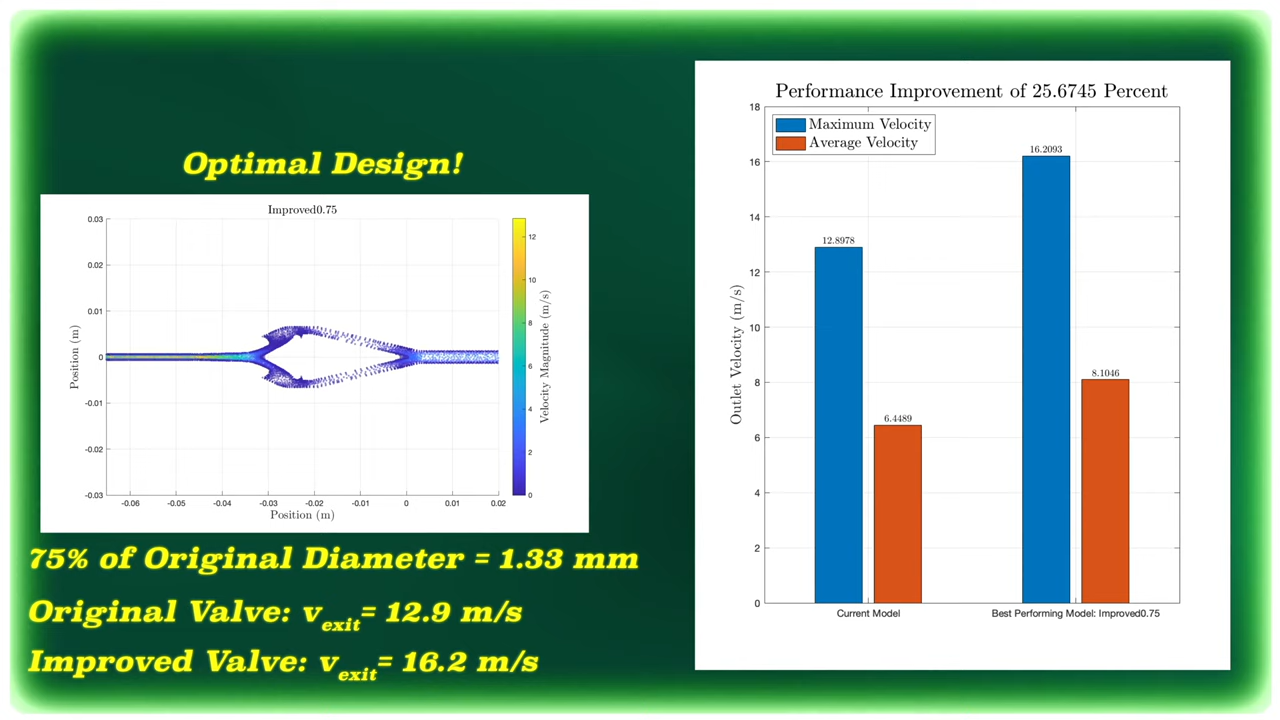 Optimal Design!
Improved0.75
0.03
0.02
0.01
0
-0.01
-0.02
-0.03
Position (m)
-0.06 -0.05 -0.04 -0.03 -0.02 -0.01 0 0.01 0.02
Position (m)
12
10
8
6
4
2
0
Velocity Magnitude (m/s)
75% of Original Diameter = 1.33 mm
Original Valve: vexit= 12.9 m/s
Improved Valve: vexit= 16.2 m/s
Performance Improvement of 25.6745 Percent
Maximum Velocity
Average Velocity
18
16
14
12
10
8
6
4
2
0
Outlet Velocity (m/s)
12.8978
6.4489
16.2093
8.1046
Current Model
Best Performing Model: Improved0.75